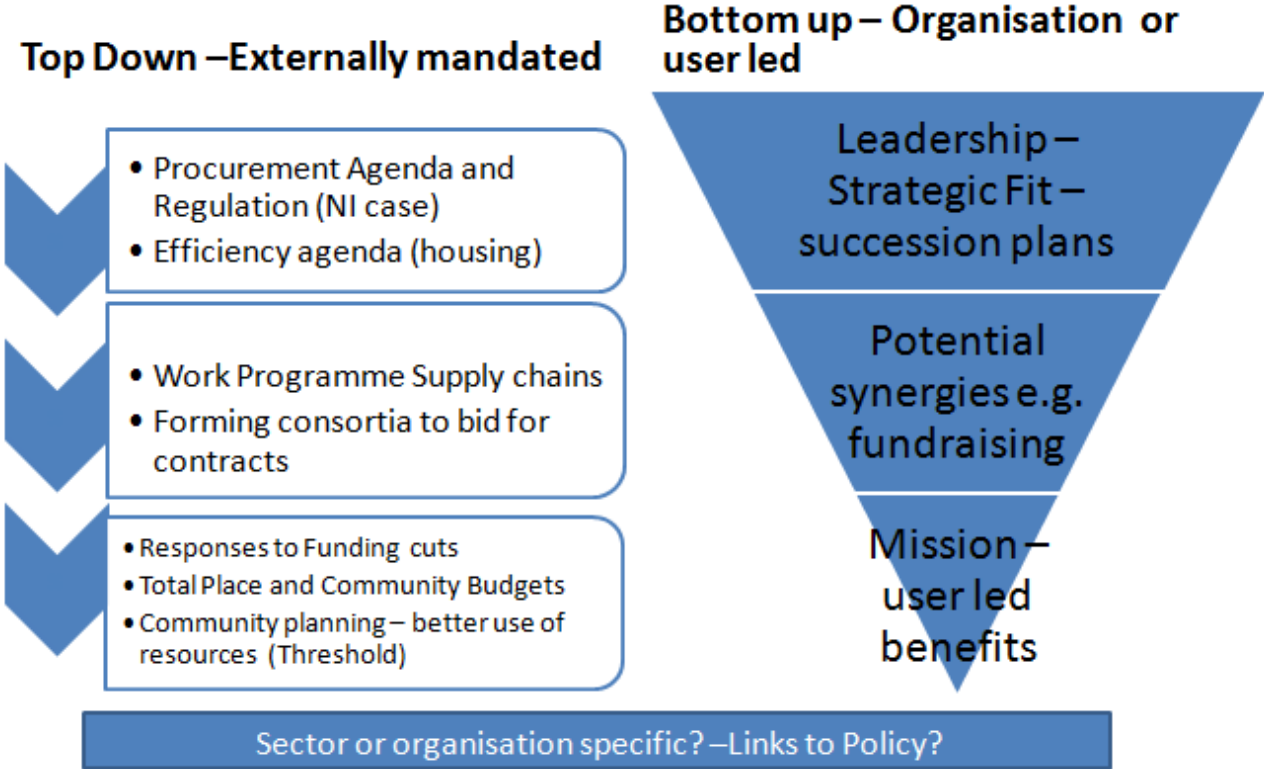 Top Down –Externally mandated
• Procurement Agenda and
Regulation (NI case)
• Efficiency agenda (housing)
• Work Programme Supply chains
• Forming consortia to bid for
contracts
• Responses to Funding cuts
• Total Place and Community Budgets
• Community planning – better use of
resources (Threshold)
Bottom up – Organisation or
user led
Leadership –
Strategic Fit –
succession plans
Potential
synergies e.g.
fundraising
Mission –
user led
benefits
Sector or organisation specific? –Links to Policy?